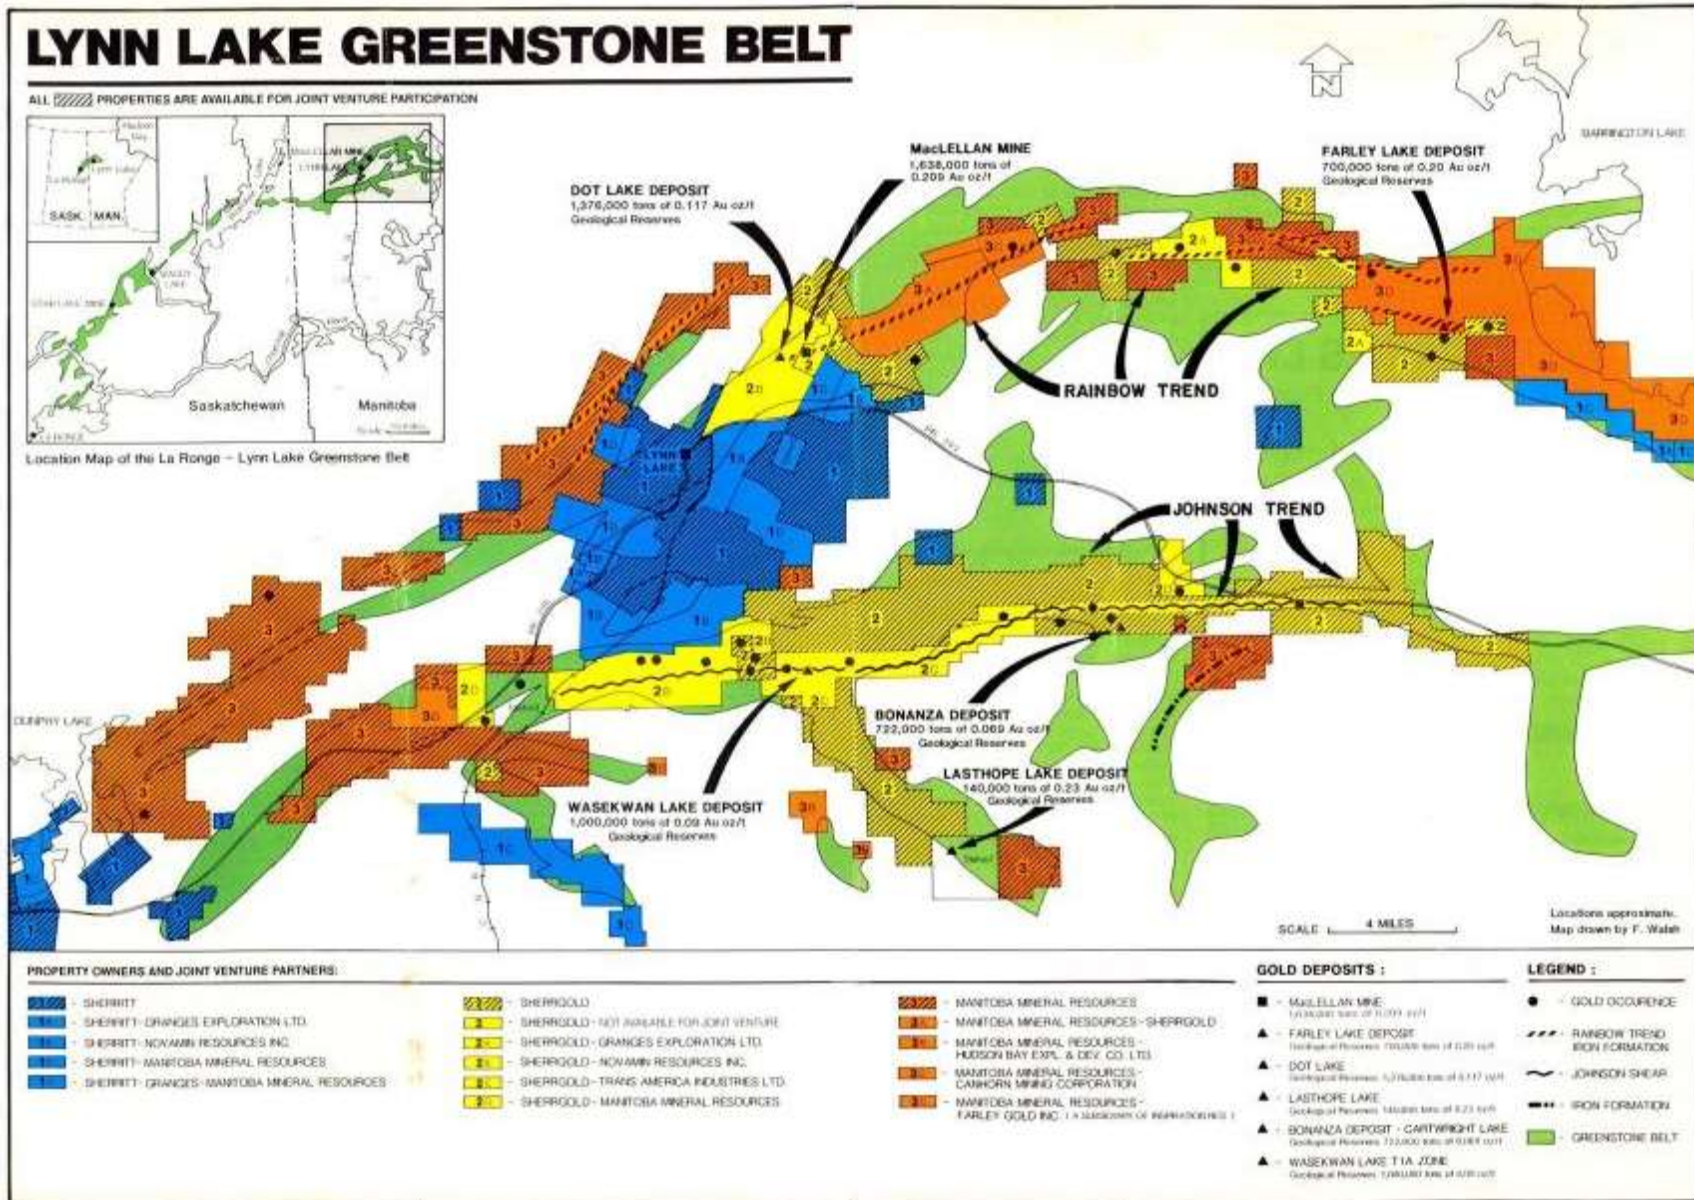 LYNN LAKE GREENSTONE BELT
ALL PROPERTIES ARE AVAILABLE FOR JOINT VENTURE PARTICIPATION
SASK. MAN.
Saskatchewan
Manitoba
Location Map of the La Ronge – Lynn Lake Greenstone Belt
N
BARRINGTON LAKE
DOT LAKE DEPOSIT
1,376,000 tons of 0.117 Au oz/t
Geological Reserves
MacLELLAN MINE
1,638,000 tons of
0.209 Au oz/t
FARLEY LAKE DEPOSIT
700,000 tons of 0.20 Au oz/t
Geological Reserves
RAINBOW TREND
LYNN
LAKE
JOHNSON TREND
DUNPHY LAKE
BONANZA DEPOSIT
722,000 tons of 0.069 Au oz/t
Geological Reserves
LASTHOPE LAKE DEPOSIT
140,000 tons of 0.23 Au oz/t
Geological Reserves
WASEKWAN LAKE DEPOSIT
1,000,000 tons of 0.09 Au oz/t
Geological Reserves
SCALE 4 MILES
Locations approximate.
Map drawn by F. Walsh
PROPERTY OWNERS AND JOINT VENTURE PARTNERS:
1 - SHERRITT
- SHERRITT-GRANGES EXPLORATION LTD.
- SHERRITT-NOVAMIN RESOURCES INC.
- SHERRITT-MANITOBA MINERAL RESOURCES
- SHERRITT-GRANGES-MANITOBA MINERAL RESOURCES
2 - SHERRGOLD
2 - SHERRGOLD - NOT AVAILABLE FOR JOINT VENTURE
- SHERRGOLD-GRANGES EXPLORATION LTD.
- SHERRGOLD-NOVAMIN RESOURCES INC.
- SHERRGOLD-TRANS AMERICA INDUSTRIES LTD.
- SHERRGOLD-MANITOBA MINERAL RESOURCES
3 - MANITOBA MINERAL RESOURCES
- MANITOBA MINERAL RESOURCES-SHERRGOLD
- MANITOBA MINERAL RESOURCES-
HUDSON BAY EXPL. & DEV. CO. LTD.
- MANITOBA MINERAL RESOURCES-
CANHORN MINING CORPORATION
- MANITOBA MINERAL RESOURCES-
FARLEY GOLD INC.
GOLD DEPOSITS :
- MacLELLAN MINE
- FARLEY LAKE DEPOSIT
- DOT LAKE
- LASTHOPE LAKE
- BONANZA DEPOSIT - CARTWRIGHT LAKE
- WASEKWAN LAKE T1A ZONE
LEGEND :
- GOLD OCCURENCE
- RAINBOW TREND
IRON FORMATION
- JOHNSON SHEAR
- IRON FORMATION
- GREENSTONE BELT